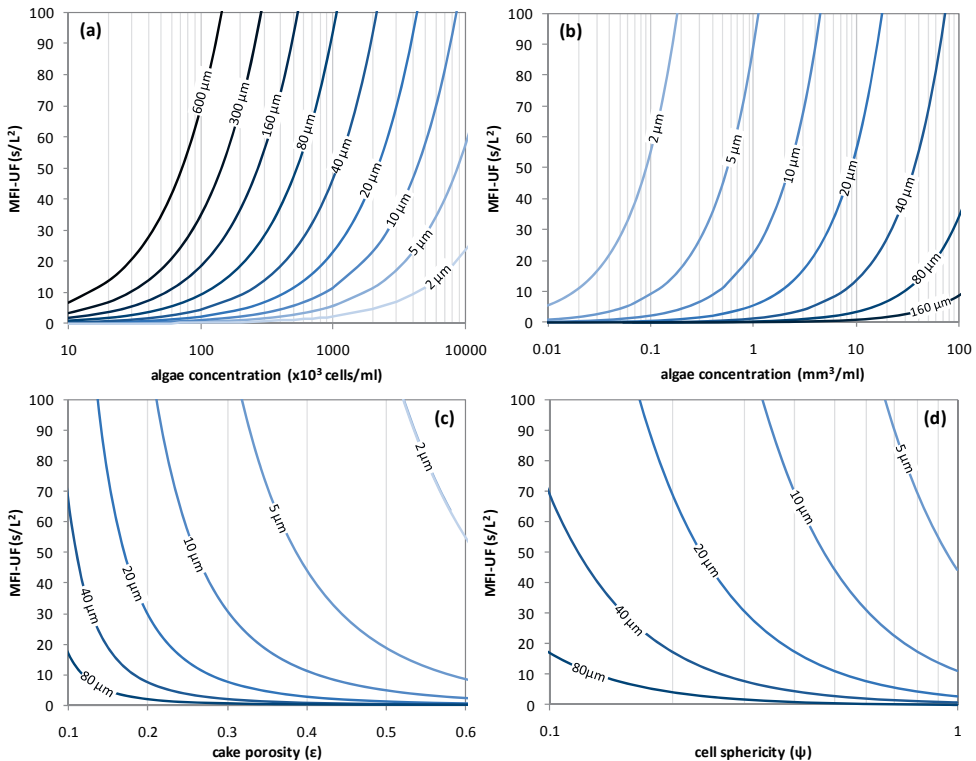 (a)
MFI-UF (s/L²)
100
90
80
70
60
50
40
30
20
10
0
600 µm
300 µm
160 µm
80 µm
40 µm
20 µm
10 µm
5 µm
2 µm
10
100
1000
10000
algae concentration (x10³ cells/ml)
(b)
MFI-UF (s/L²)
100
90
80
70
60
50
40
30
20
10
0
2 µm
5 µm
10 µm
20 µm
40 µm
80 µm
160 µm
0.01
0.1
1
10
100
algae concentration (mm³/ml)
(c)
MFI-UF (s/L²)
100
90
80
70
60
50
40
30
20
10
0
2 µm
5 µm
10 µm
20 µm
40 µm
80 µm
0.1
0.2
0.3
0.4
0.5
0.6
cake porosity (ε)
(d)
MFI-UF (s/L²)
100
90
80
70
60
50
40
30
20
10
0
5 µm
10 µm
20 µm
40 µm
80µm
0.1
1
cell sphericity (ψ)